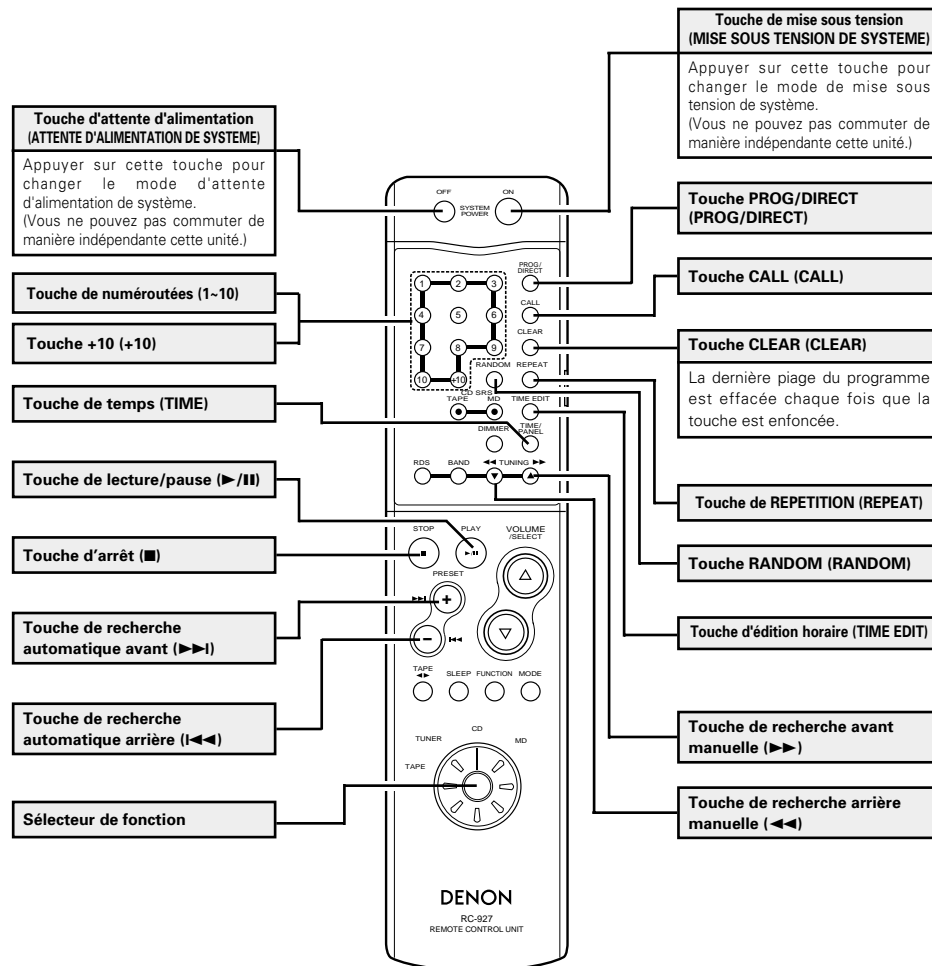 Touche de mise sous tension
(MISE SOUS TENSION DE SYSTEME)
Appuyer sur cette touche pour
changer le mode de mise sous
tension de système.
(Vous ne pouvez pas commuter de
manière indépendante cette unité.)
Touche d'attente d'alimentation
(ATTENTE D'ALIMENTATION DE SYSTEME)
Appuyer sur cette touche pour
changer le mode d'attente
d'alimentation de système.
(Vous ne pouvez pas commuter de
manière indépendante cette unité.)
Touche de numéroutées (1~10)
Touche +10 (+10)
Touche de temps (TIME)
Touche de lecture/pause (►/II)
Touche d'arrêt (■)
Touche de recherche
automatique avant (►►I)
Touche de recherche
automatique arrière (I◄◄)
Sélecteur de fonction
OFF
SYSTEM
POWER
ON
PROG/
DIRECT
1
2
3
CALL
4
5
6
CLEAR
7
8
9
RANDOM
REPEAT
10
+10
CD SRS
TAPE
MD
TIME EDIT
DIMMER
TIME/
PANEL
RDS
BAND
◄◄ TUNING ►►
▼
▲
STOP
PLAY
VOLUME
/SELECT
■
►/II
△
PRESET
►►I
+
−
I◄◄
▽
TAPE
◄►
SLEEP
FUNCTION
MODE
CD
TUNER
MD
TAPE
DENON
RC-927
REMOTE CONTROL UNIT
Touche PROG/DIRECT
(PROG/DIRECT)
Touche CALL (CALL)
Touche CLEAR (CLEAR)
La dernière piage du programme
est effacée chaque fois que la
touche est enfoncée.
Touche de REPETITION (REPEAT)
Touche RANDOM (RANDOM)
Touche d'édition horaire (TIME EDIT)
Touche de recherche avant
manuelle (►►)
Touche de recherche arrière
manuelle (◄◄)